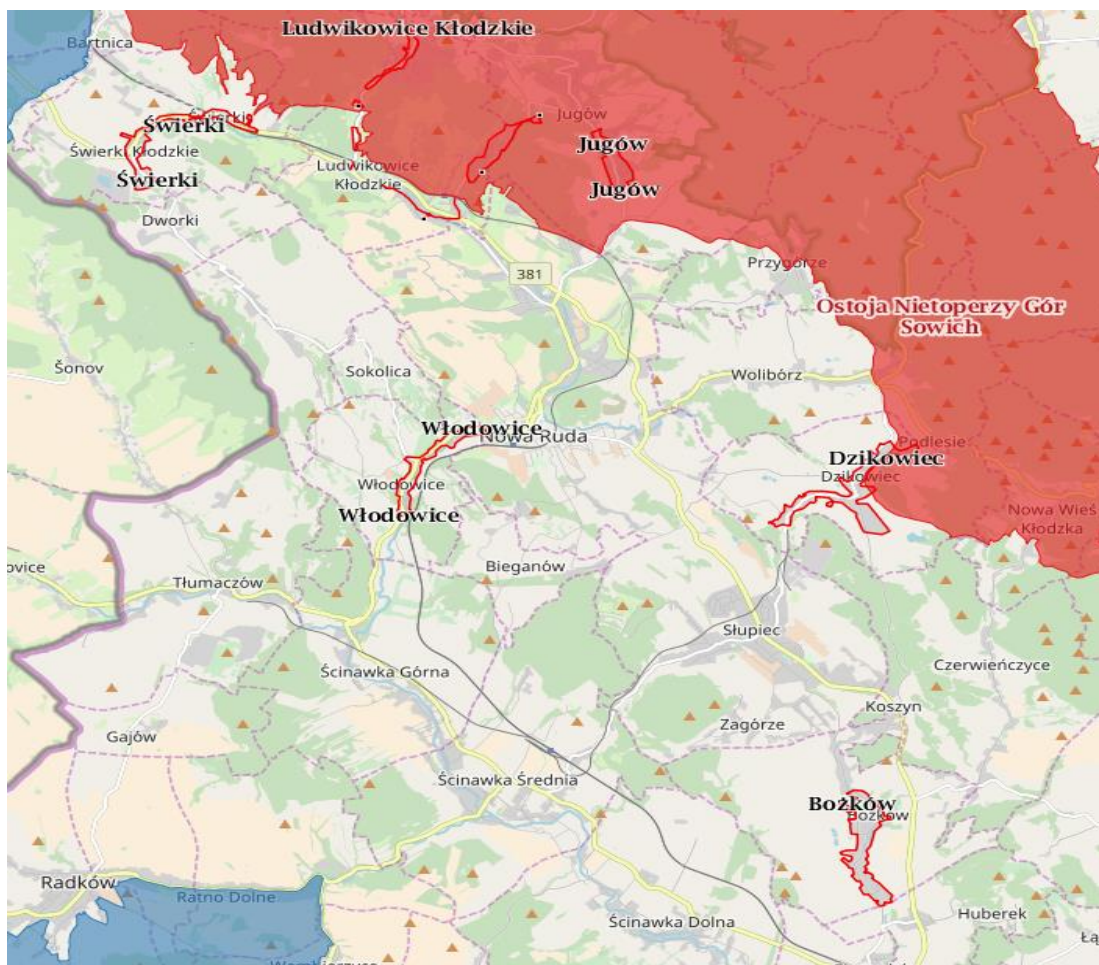 Ludwikowice Kłodzkie
Bartnica
Świerki
Świerki
Jugów
Jugów
Świerki Kłodzkie
Ludwikowice
Kłodzkie
Świerki
Jugów
Dworki
Przygórze
381
Ostoja Nietoperzy Gór
Sowich
Šonov
Sokolica
Wolibórz
Włodowice
Nowa Ruda
Podlesie
Dzikowiec
Dzikowiec
Włodowice
Włodowice
Nowa Wieś
Kłodzka
ovice
Tłumaczów
Bieganów
Słupiec
Ścinawka Górna
Czerwieńczyce
Koszyn
Zagórze
Gajów
Ścinawka Średnia
Bożków
Bożków
Radków
Ratno Dolne
Ścinawka Dolna
Huberek
Łą